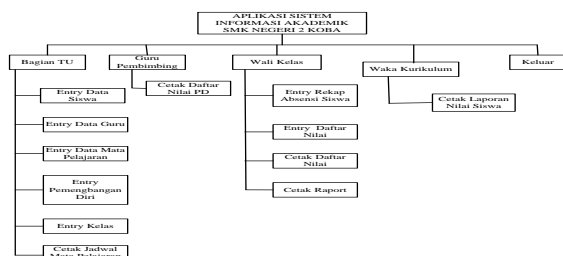 APLIKASI SISTEM
INFORMASI AKADEMIK
SMK NEGERI 2 KOBA
Bagian TU
Guru
Pembimbing
Wali Kelas
Waka Kurikulum
Keluar
Entry Data
Siswa
Entry Data Guru
Entry Data Mata
Pelajaran
Entry
Pemengbangan
Diri
Entry Kelas
Cetak Jadwal
Mata Pelajaran
Cetak Daftar
Nilai PD
Entry Rekap
Absensi Siswa
Entry Daftar
Nilai
Cetak Daftar
Nilai
Cetak Raport
Cetak Laporan
Nilai Siswa